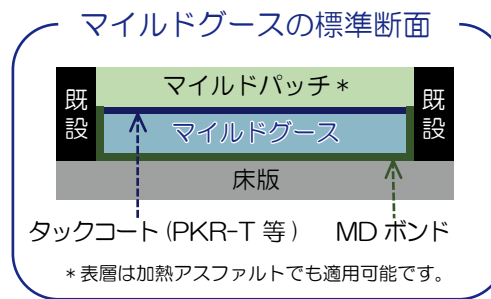 マイルドグースの標準断面
既設
マイルドパッチ*
既設
マイルドグース
床版
タックコート(PKR-T 等) MD ボンド
*表層は加熱アスファルトでも適用可能です。